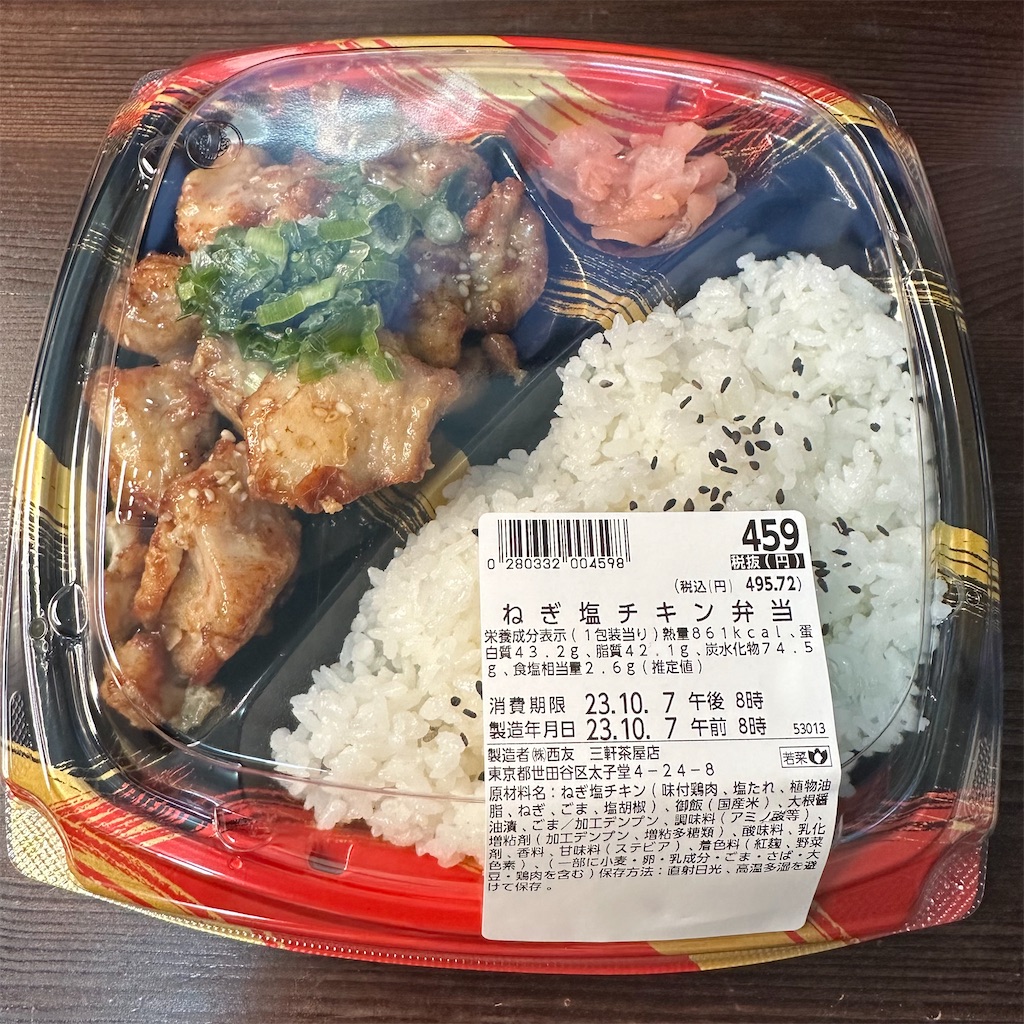 459
0 280332 004598
税抜(円)
(税込(円) 495.72)
ねぎ塩チキン弁当
栄養成分表示(1包装当り)熱量861kcal、蛋
白質43.2g、脂質42.1g、炭水化物74.5
g、食塩相当量2.6g(推定値)
消費期限 23.10. 7 午後 8時
製造年月日 23.10. 7 午前 8時 53013
製造者㈱西友 三軒茶屋店 若菜
東京都世田谷区太子堂4-24-8
原材料名:ねぎ塩チキン(味付鶏肉、塩たれ、植物油
脂、ねぎ、ごま、塩胡椒)、御飯(国産米)、大根醤
油漬、ごま/加工デンプン、調味料(アミノ酸等)、
増粘剤(加工デンプン、増粘多糖類)、酸味料、乳化
剤、香料、甘味料(ステビア)、着色料(紅麹、野菜
色素)、(一部に小麦・卵・乳成分・ごま・さば・大
豆・鶏肉を含む)保存方法:直射日光、高温多湿を避
けて保存。